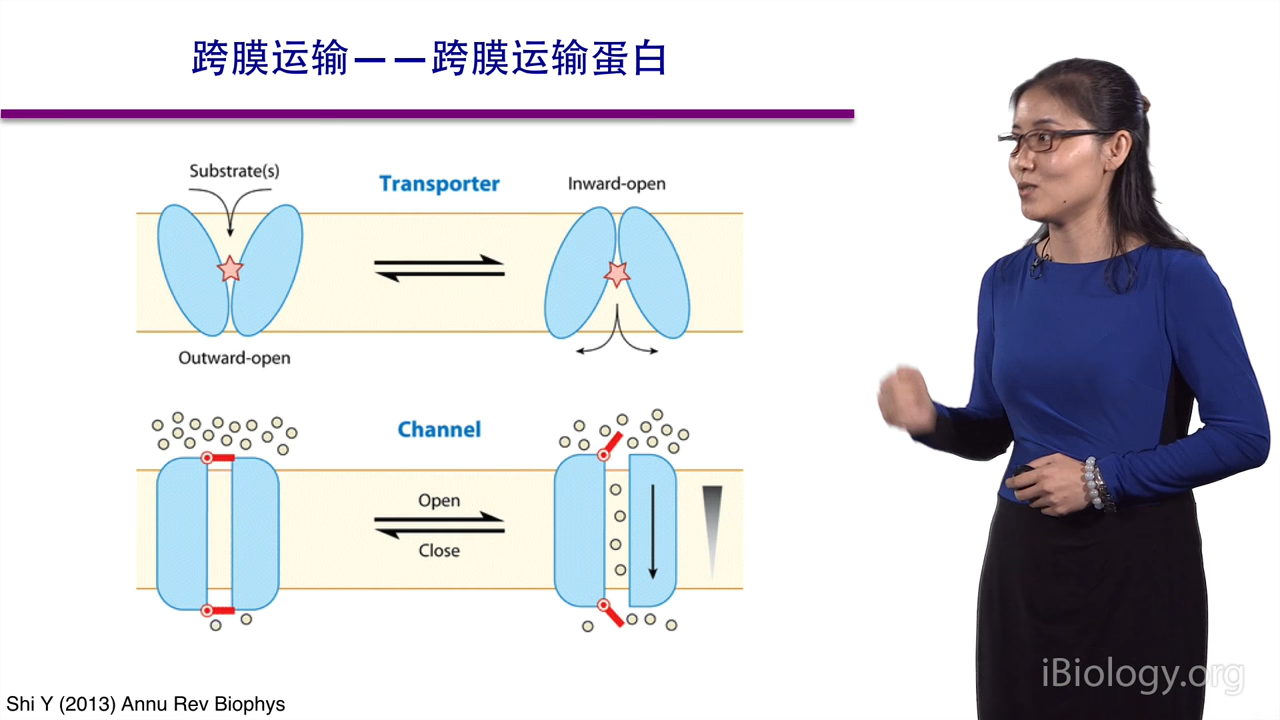 跨膜运输——跨膜运输蛋白
Substrate(s)
Transporter
Inward-open
Outward-open
Channel
Open
Close
Shi Y (2013) Annu Rev Biophys
iBiology.org